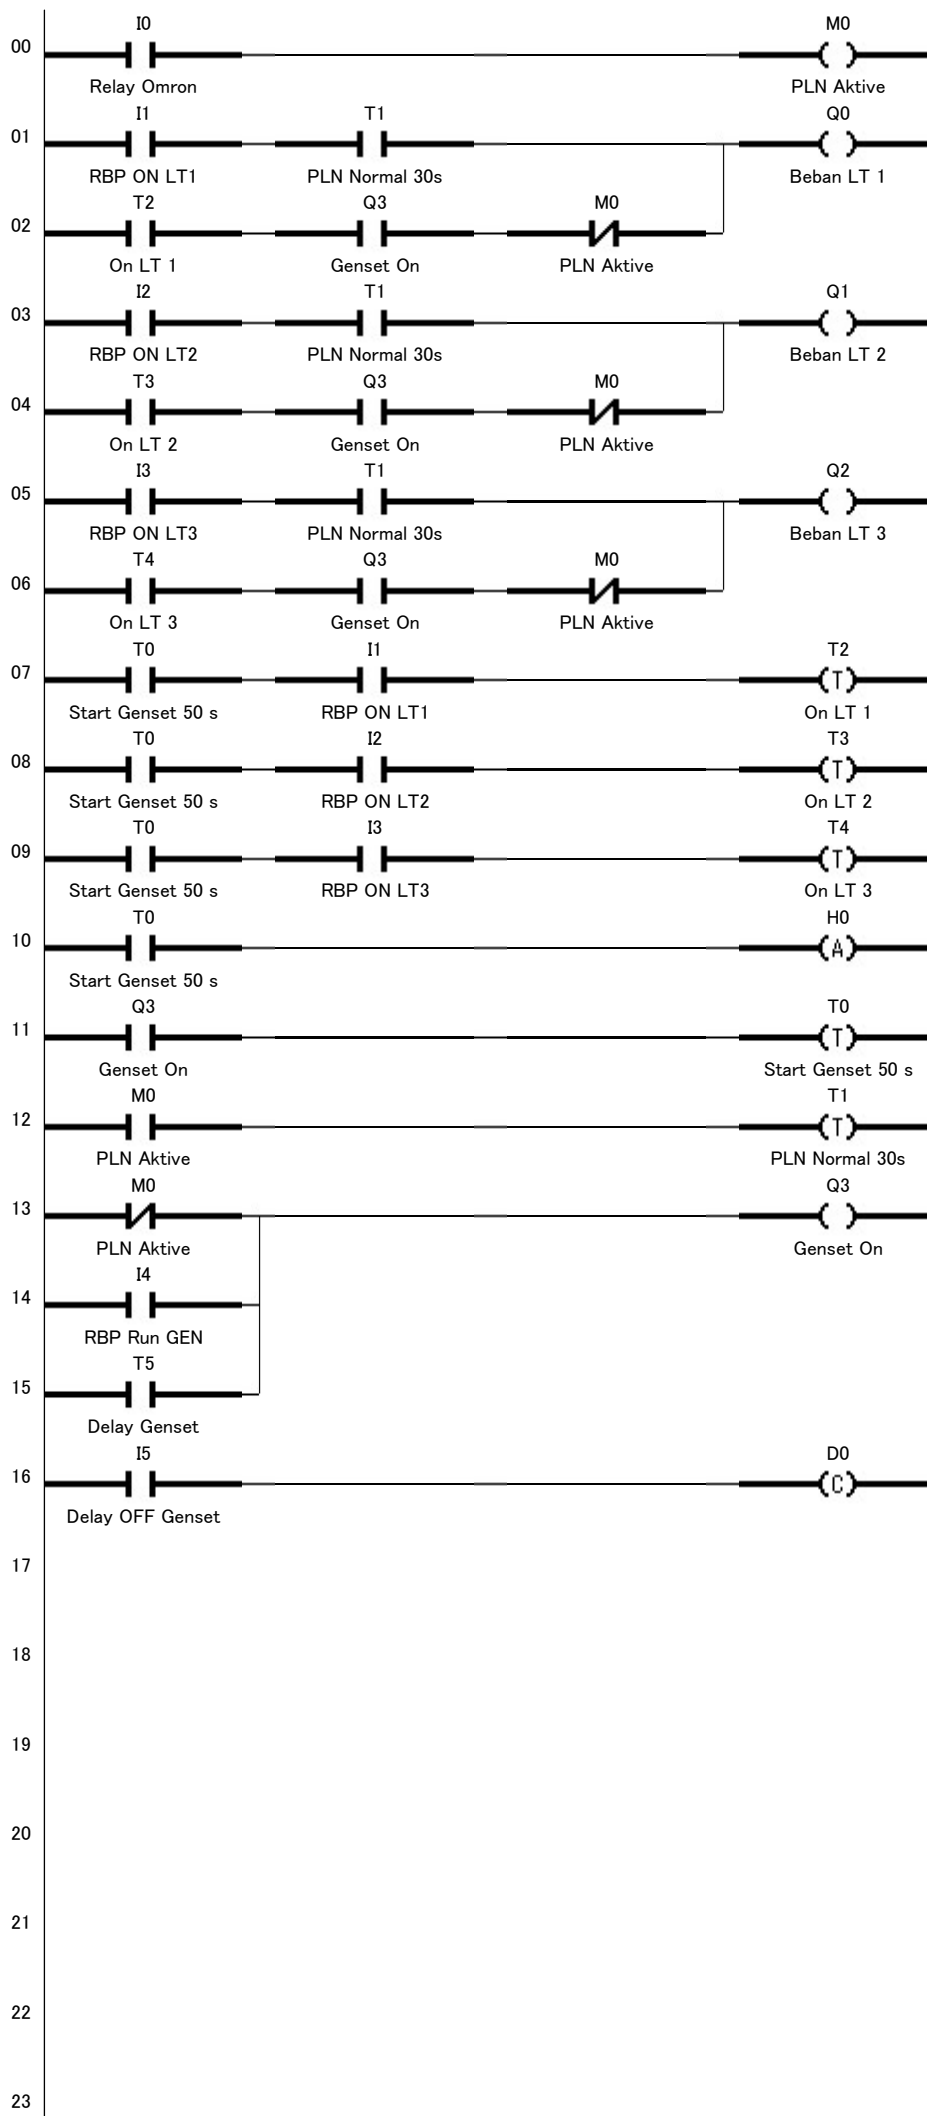 I0 M0
00
Relay Omron PLN Aktive
I1 T1 Q0
01
RBP ON LT1 PLN Normal 30s Beban LT 1
T2 Q3 M0
02
On LT 1 Genset On PLN Aktive
I2 T1 Q1
03
RBP ON LT2 PLN Normal 30s Beban LT 2
T3 Q3 M0
04
On LT 2 Genset On PLN Aktive
I3 T1 Q2
05
RBP ON LT3 PLN Normal 30s Beban LT 3
T4 Q3 M0
06
On LT 3 Genset On PLN Aktive
T0 I1 T2
07 T
Start Genset 50 s RBP ON LT1 On LT 1
T0 I2 T3
08 T
Start Genset 50 s RBP ON LT2 On LT 2
T0 I3 T4
09 T
Start Genset 50 s RBP ON LT3 On LT 3
T0 H0
10 A
Start Genset 50 s
Q3 T0
11 T
Genset On Start Genset 50 s
M0 T1
12 T
PLN Aktive PLN Normal 30s
M0 Q3
13
PLN Aktive Genset On
I4
14
RBP Run GEN
T5
15
Delay Genset
I5 D0
16 C
Delay OFF Genset
17
18
19
20
21
22
23